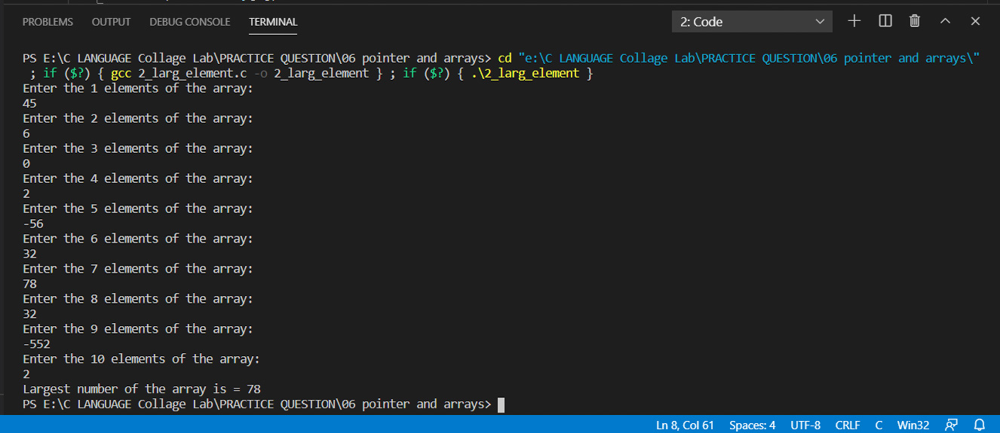 PROBLEMS OUTPUT DEBUG CONSOLE TERMINAL 2: Code
PS E:\C LANGUAGE Collage Lab\PRACTICE QUESTION\06 pointer and arrays> cd "e:\C LANGUAGE Collage Lab\PRACTICE QUESTION\06 pointer and arrays\"
 ; if ($?) { gcc 2_larg_element.c -o 2_larg_element } ; if ($?) { .\2_larg_element }
Enter the 1 elements of the array:
45
Enter the 2 elements of the array:
6
Enter the 3 elements of the array:
0
Enter the 4 elements of the array:
2
Enter the 5 elements of the array:
-56
Enter the 6 elements of the array:
32
Enter the 7 elements of the array:
78
Enter the 8 elements of the array:
32
Enter the 9 elements of the array:
-552
Enter the 10 elements of the array:
2
Largest number of the array is = 78
PS E:\C LANGUAGE Collage Lab\PRACTICE QUESTION\06 pointer and arrays>
Ln 8, Col 61 Spaces: 4 UTF-8 CRLF C Win32